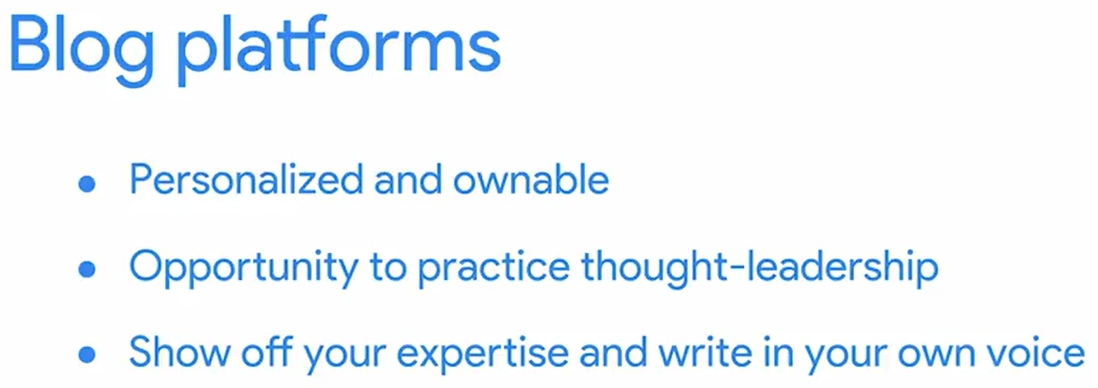 Blog platforms
• Personalized and ownable
• Opportunity to practice thought-leadership
• Show off your expertise and write in your own voice